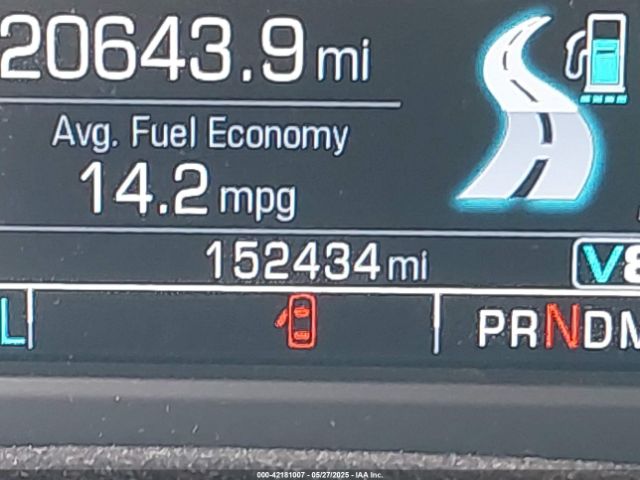 20643.9 mi
Avg. Fuel Economy
14.2 mpg
152434 mi
V8
L
PRNDM
000-42181007 - 05/27/2025 - IAA Inc.